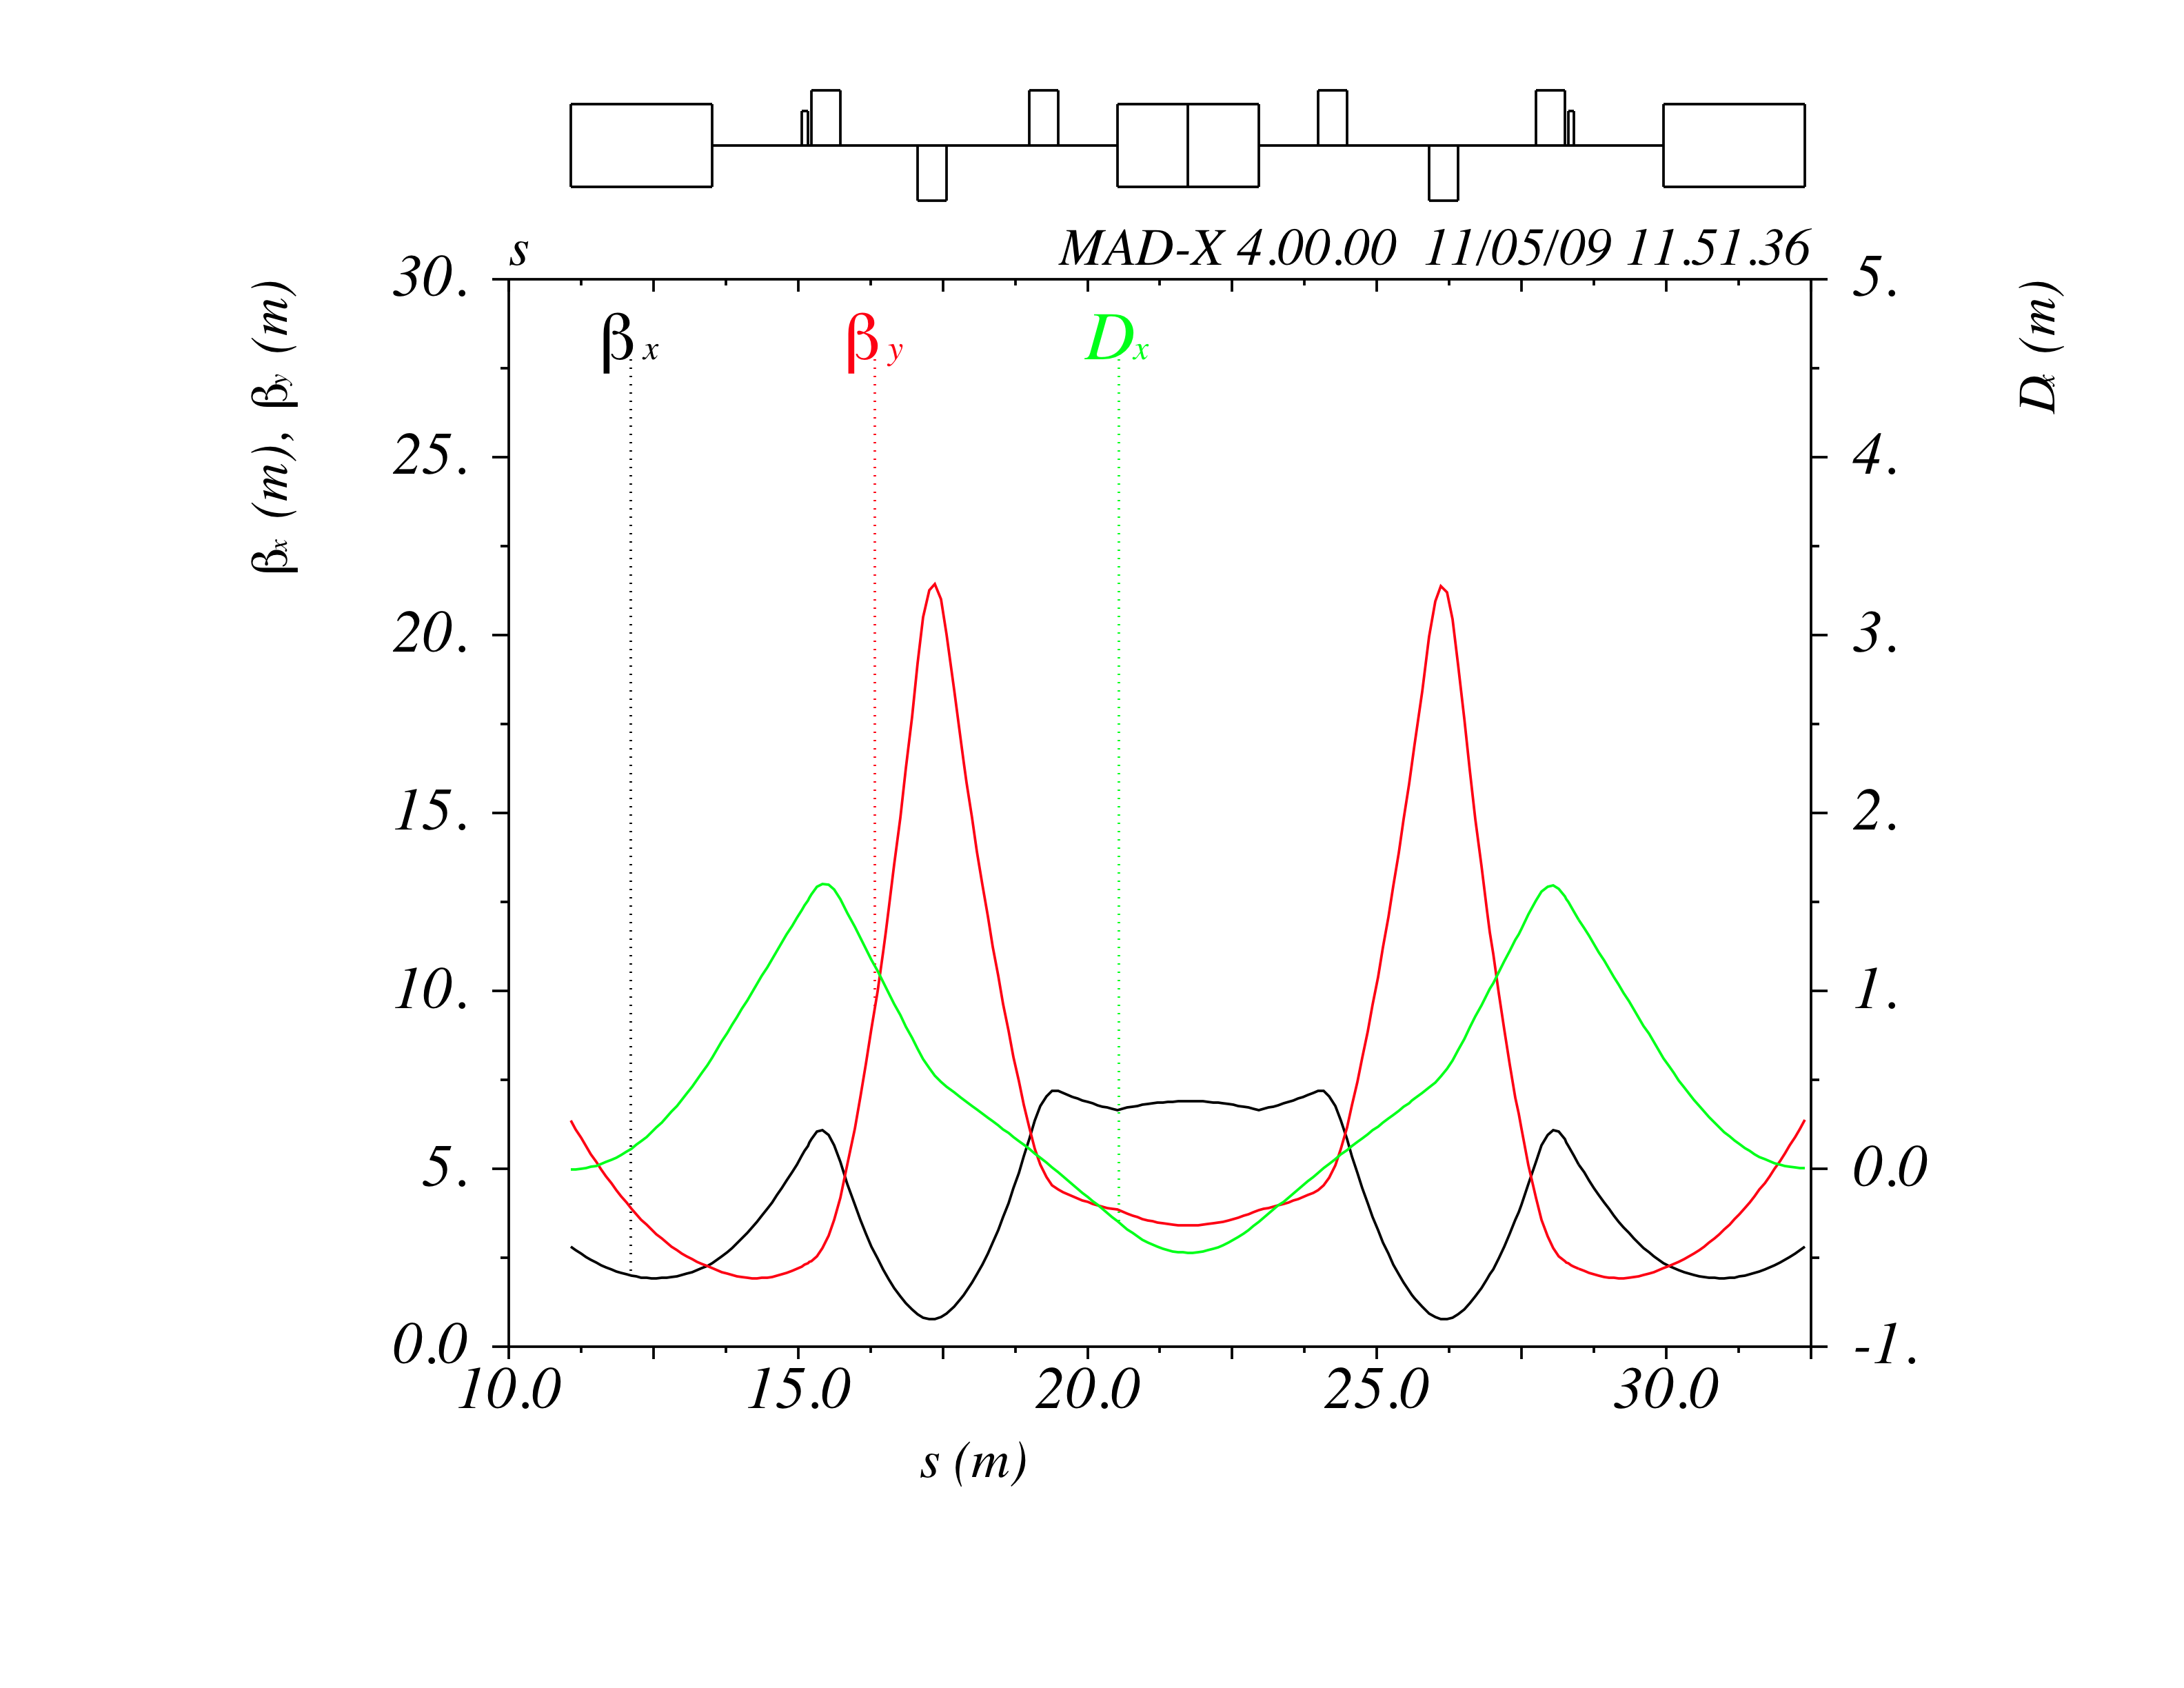 s MAD-X 4.00.00 11/05/09 11.51.36
βx (m), βy (m)
Dx (m)
βx βy Dx
30.
25.
20.
15.
10.
5.
0.0
5.
4.
3.
2.
1.
0.0
-1.
10.0 15.0 20.0 25.0 30.0
s (m)